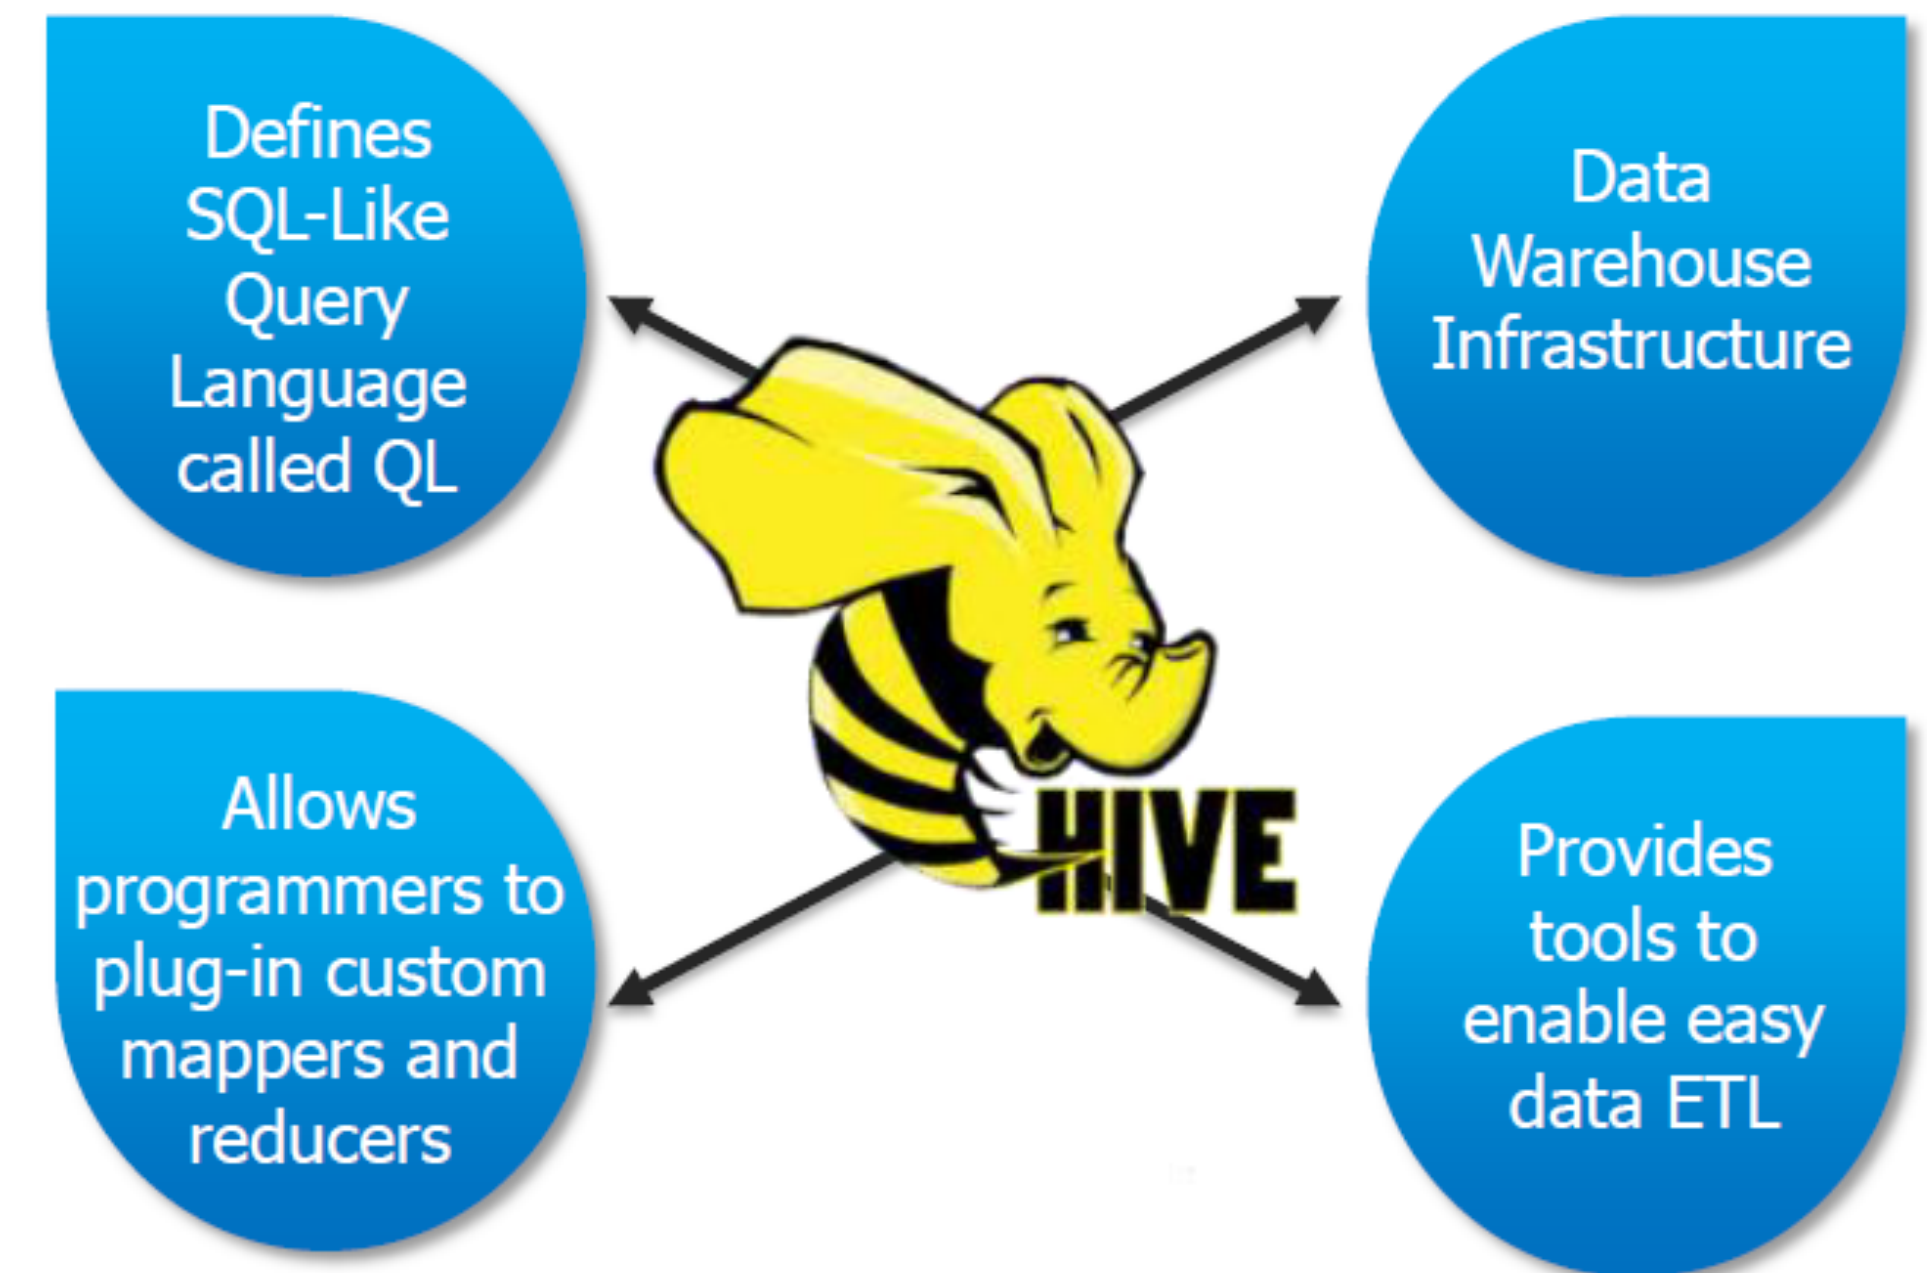 Defines
SQL-Like
Query
Language
called QL
Data
Warehouse
Infrastructure
HIVE
Allows
programmers to
plug-in custom
mappers and
reducers
Provides
tools to
enable easy
data ETL